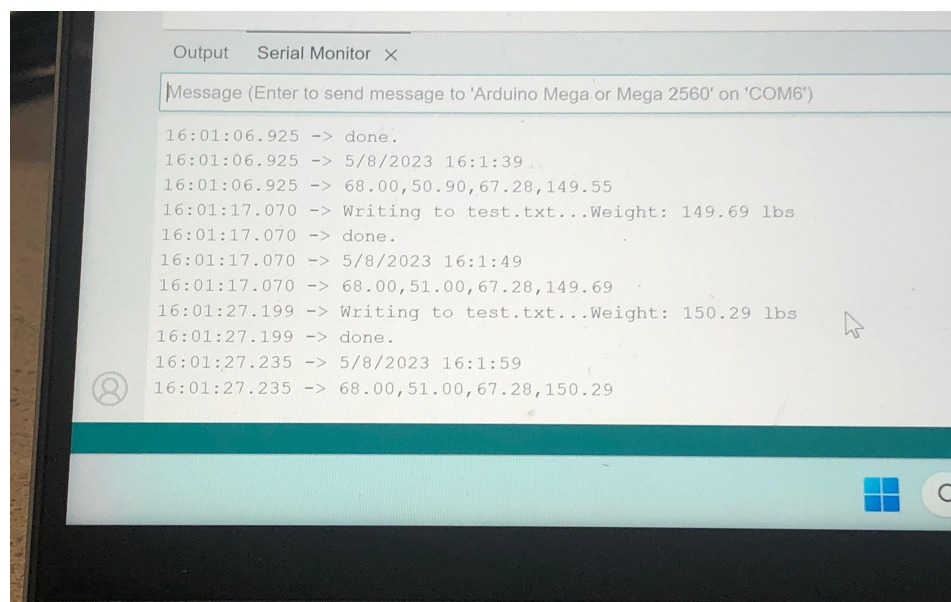 Output Serial Monitor ×
Message (Enter to send message to 'Arduino Mega or Mega 2560' on 'COM6')
16:01:06.925 -> done.
16:01:06.925 -> 5/8/2023 16:1:39
16:01:06.925 -> 68.00,50.90,67.28,149.55
16:01:17.070 -> Writing to test.txt...Weight: 149.69 lbs
16:01:17.070 -> done.
16:01:17.070 -> 5/8/2023 16:1:49
16:01:17.070 -> 68.00,51.00,67.28,149.69
16:01:27.199 -> Writing to test.txt...Weight: 150.29 lbs
16:01:27.199 -> done.
16:01:27.235 -> 5/8/2023 16:1:59
16:01:27.235 -> 68.00,51.00,67.28,150.29